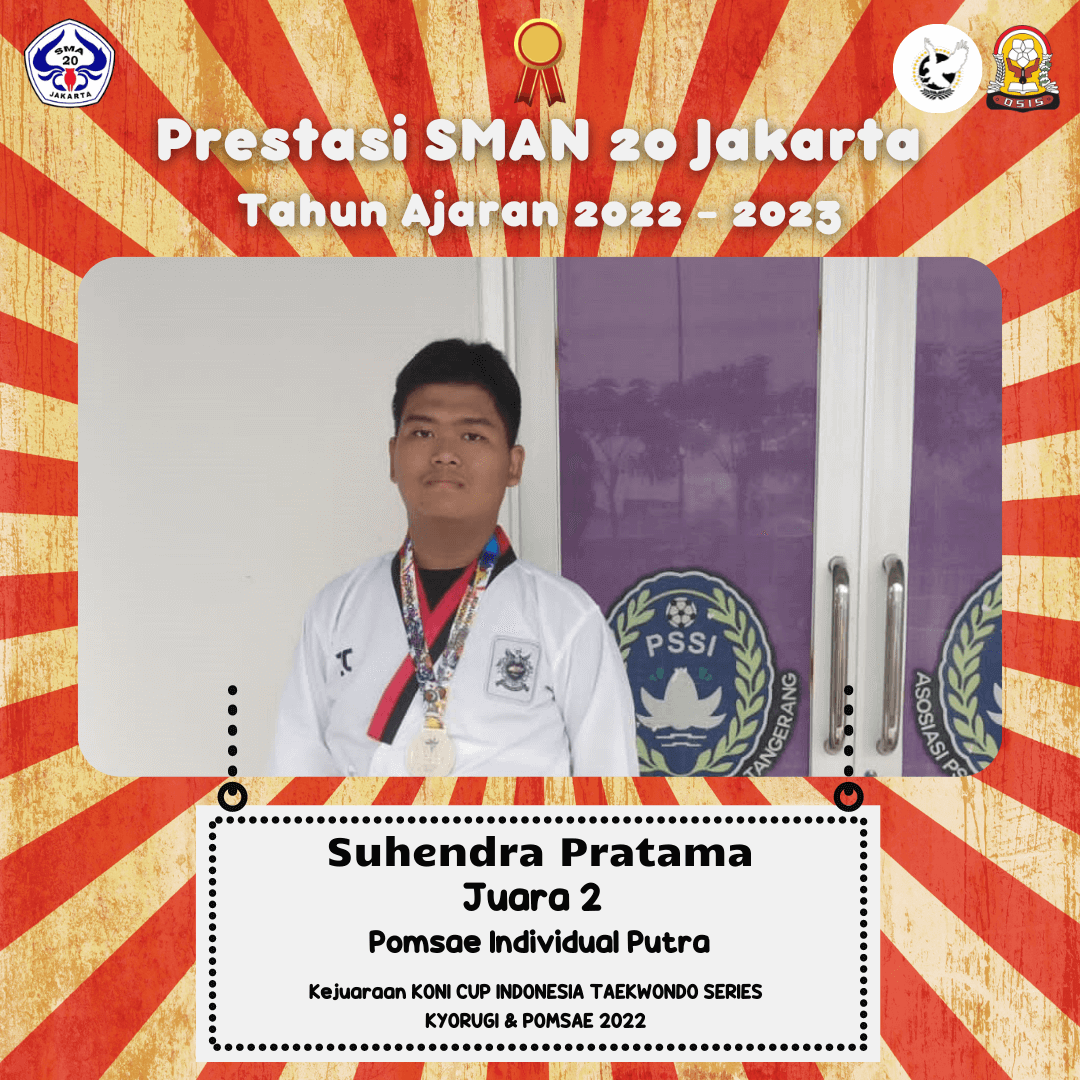 SMA
20
JAKARTA
OSIS
Prestasi SMAN 20 Jakarta
Tahun Ajaran 2022 - 2023
PSSI
TANGERANG
ASOSIASI PS
Suhendra Pratama
Juara 2
Pomsae Individual Putra
Kejuaraan KONI CUP INDONESIA TAEKWONDO SERIES
KYORUGI & POMSAE 2022